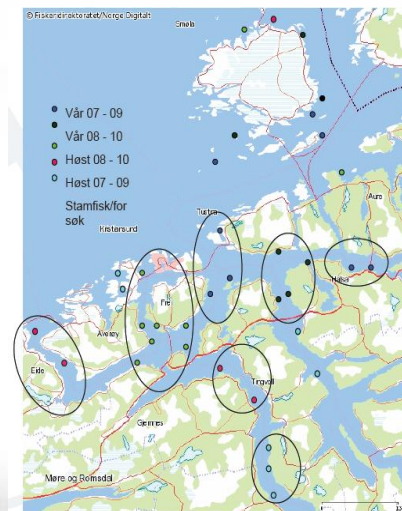 © Fiskeridirektoratet/Norge Digitalt
Smøla
Vår 07 - 09
Vår 08 - 10
Høst 08 - 10
Høst 07 - 09
Stamfisk/for
søk
Kristiansund
Tustna
Aure
Halsa
Frei
Averøy
Eide
Tingvoll
Gjemnes
Møre og Romsdal